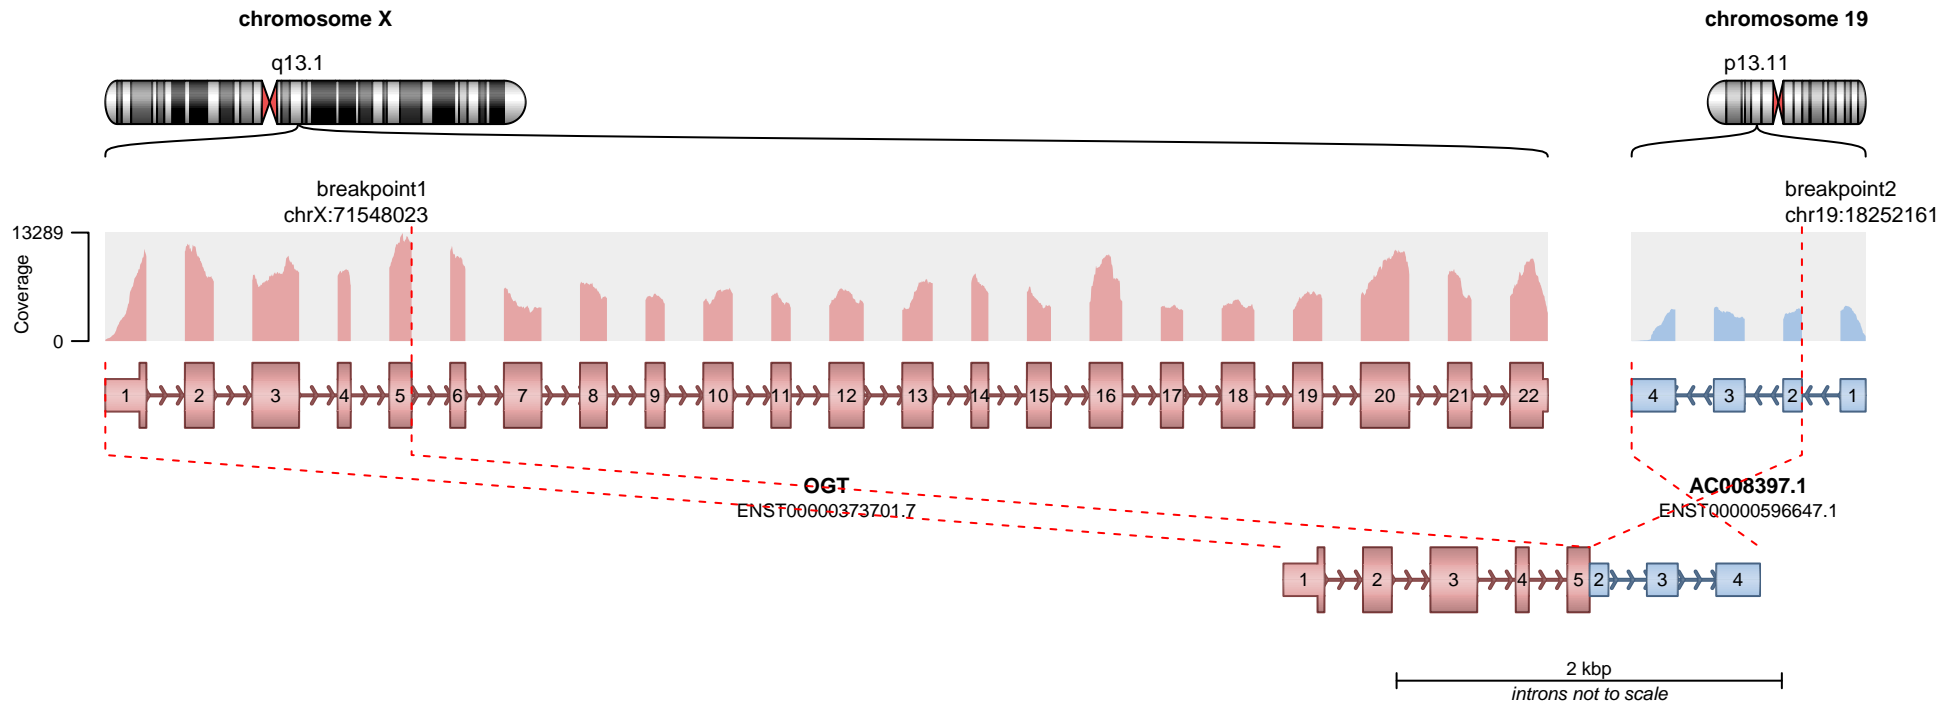 chromosome X
chromosome 19
q13.1
p13.11
breakpoint1
chrX:71548023
breakpoint2
chr19:18252161
13289
Coverage
0
1 2 3 4 5 6 7 8 9 10 11 12 13 14 15 16 17 18 19 20 21 22
4 3 2 1
OGT
ENST00000373701.7
AC008397.1
ENST00000596647.1
1 2 3 4 5 2 3 4
2 kbp
introns not to scale